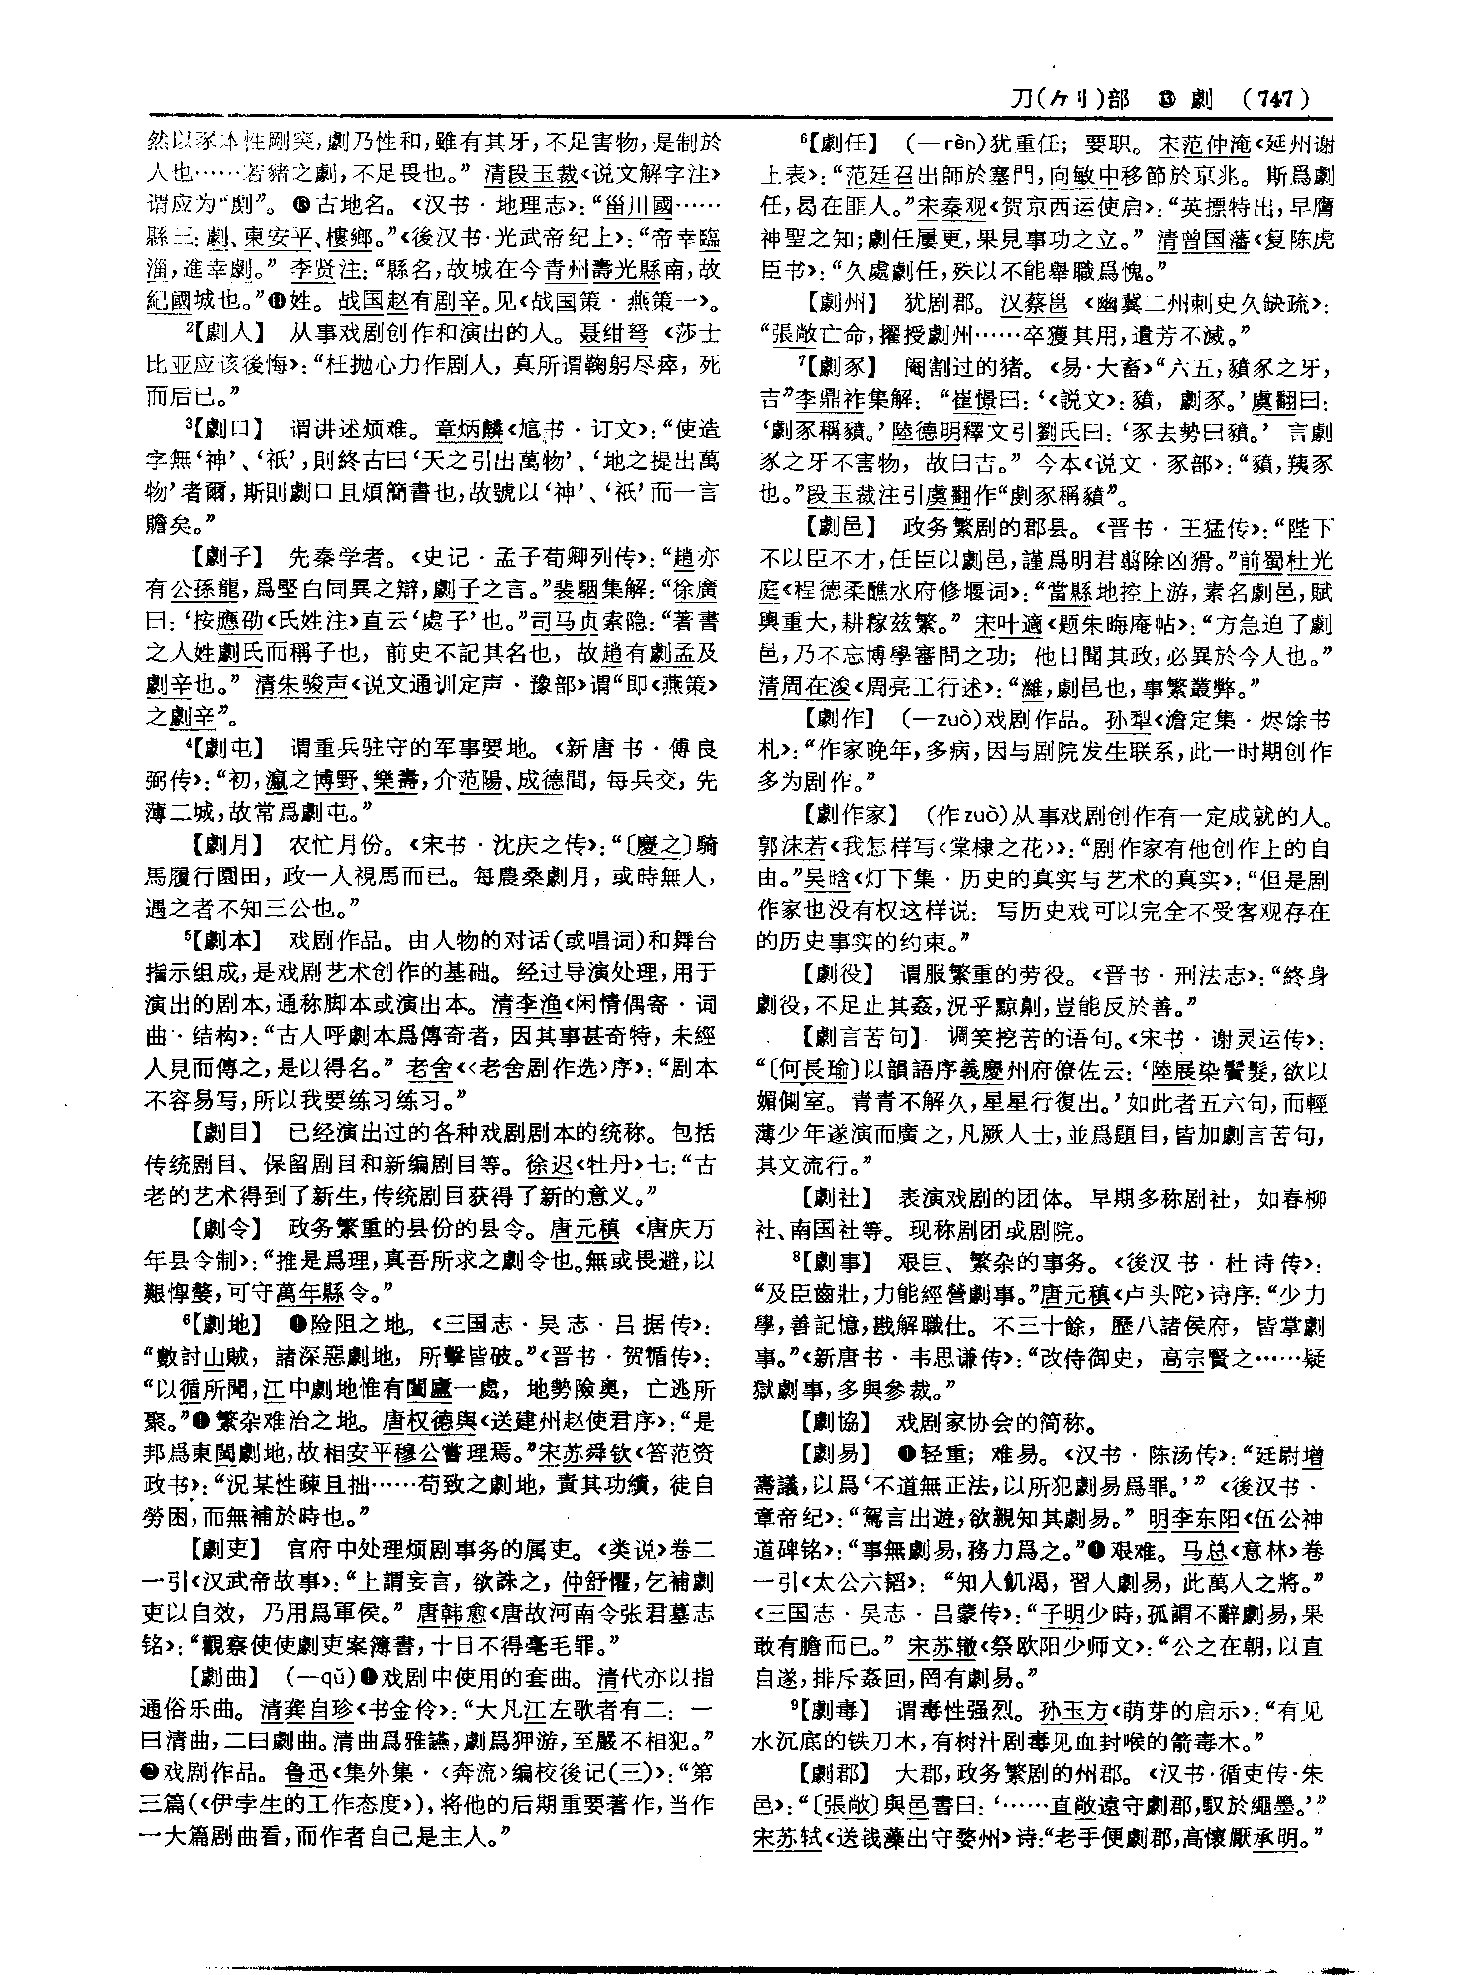 刀(⺈刂)部 ⓭ 劇 (747)
然以豕本性剛突,劇乃性和,雖有其牙,不足害物,是制於
人也……若豬之劇,不足畏也。” 清段玉裁《说文解字注》
谓应为“劇”。⓭古地名。《汉书·地理志》:“甾川國……
縣三:劇、東安平、樓鄉。”《後汉书·光武帝纪上》:“帝幸臨
淄,進幸劇。” 李贤注:“縣名,故城在今青州壽光縣南,故
紀國城也。”⓮姓。战国赵有剧辛。见《战国策·燕策一》。
²【劇人】 从事戏剧创作和演出的人。聂绀弩《莎士
比亚应该後悔》:“枉抛心力作剧人,真所谓鞠躬尽瘁,死
而后已。”
³【劇口】 谓讲述烦难。章炳麟《訄书·订文》:“使造
字無‘神’、‘祇’,則終古曰‘天之引出萬物’、‘地之提出萬
物’者爾,斯則劇口且煩簡書也,故號以‘神’、‘祇’而一言
贍矣。”
【劇子】 先秦学者。《史记·孟子荀卿列传》:“趙亦
有公孫龍,爲堅白同異之辯,劇子之言。”裴駰集解:“徐廣
曰:‘按應劭《氏姓注》直云‘處子’也。”司马贞索隐:“著書
之人姓劇氏而稱子也,前史不記其名也,故趙有劇孟及
劇辛也。” 清朱骏声《说文通训定声·豫部》谓“即《燕策》
之劇辛”。
⁴【劇屯】 谓重兵驻守的军事要地。《新唐书·傅良
弼传》:“初,瀛之博野、樂壽,介范陽、成德間,每兵交,先
薄二城,故常爲劇屯。”
【劇月】 农忙月份。《宋书·沈庆之传》:“〔慶之〕騎
馬履行園田,政一人視馬而已。每農桑劇月,或時無人,
遇之者不知三公也。”
⁵【劇本】 戏剧作品。由人物的对话(或唱词)和舞台
指示组成,是戏剧艺术创作的基础。经过导演处理,用于
演出的剧本,通称脚本或演出本。清李渔《闲情偶寄·词
曲·结构》:“古人呼劇本爲傳奇者,因其事甚奇特,未經
人見而傳之,是以得名。” 老舍《〈老舍剧作选〉序》:“剧本
不容易写,所以我要练习练习。”
【劇目】 已经演出过的各种戏剧剧本的统称。包括
传统剧目、保留剧目和新编剧目等。徐迟《牡丹》七:“古
老的艺术得到了新生,传统剧目获得了新的意义。”
【劇令】 政务繁重的县份的县令。唐元稹《唐庆万
年县令制》:“推是爲理,真吾所求之劇令也。無或畏避,以
艱惸嫠,可守萬年縣令。”
⁶【劇地】 ❶险阻之地。《三国志·吴志·吕据传》:
“數討山賊,諸深惡劇地,所擊皆破。”《晋书·贺循传》:
“以循所聞,江中劇地惟有闔廬一處,地勢險奥,亡逃所
聚。”❷繁杂难治之地。唐权德舆《送建州赵使君序》:“是
邦爲東閩劇地,故相安平穆公嘗理焉。”宋苏舜钦《答范资
政书》:“況某性疎且拙……苟致之劇地,責其功績,徒自
勞困,而無補於時也。”
【劇吏】 官府中处理烦剧事务的属吏。《类说》卷二
一引《汉武帝故事》:“上謂妄言,欲誅之,仲舒懼,乞補劇
吏以自效,乃用爲軍侯。” 唐韩愈《唐故河南令张君墓志
铭》:“觀察使使劇吏案簿書,十日不得毫毛罪。”
【劇曲】 (—qǔ)❶戏剧中使用的套曲。清代亦以指
通俗乐曲。清龚自珍《书金伶》:“大凡江左歌者有二:一
曰清曲,二曰劇曲。清曲爲雅讌,劇爲狎游,至嚴不相犯。”
❷戏剧作品。鲁迅《集外集·〈奔流〉编校後记(三)》:“第
三篇(《伊孛生的工作态度》),将他的后期重要著作,当作
一大篇剧曲看,而作者自己是主人。”
⁶【劇任】 (—rèn)犹重任;要职。宋范仲淹《延州谢
上表》:“范廷召出師於塞門,向敏中移節於京兆。斯爲劇
任,曷在匪人。”宋秦观《贺京西运使启》:“英摽特出,早膺
神聖之知;劇任屢更,果見事功之立。” 清曾国藩《复陈虎
臣书》:“久處劇任,殊以不能舉職爲愧。”
【劇州】 犹剧郡。汉蔡邕《幽冀二州刺史久缺疏》:
“張敞亡命,擢授劇州……卒獲其用,遺芳不滅。”
⁷【劇豕】 阉割过的猪。《易·大畜》“六五,豶豕之牙,
吉”李鼎祚集解:“崔憬曰:‘《説文》:豶,劇豕。’虞翻曰:
‘劇豕稱豶。’陸德明釋文引劉氏曰:‘豕去勢曰豶。’ 言劇
豕之牙不害物,故曰吉。” 今本《说文·豕部》:“豶,羠豕
也。”段玉裁注引虞翻作“劇豕稱豶”。
【劇邑】 政务繁剧的郡县。《晋书·王猛传》:“陛下
不以臣不才,任臣以劇邑,謹爲明君翦除凶猾。”前蜀杜光
庭《程德柔醮水府修堰词》:“當縣地控上游,素名劇邑,賦
輿重大,耕稼兹繁。” 宋叶適《题朱晦庵帖》:“方急迫了劇
邑,乃不忘博學審問之功;他日聞其政,必異於今人也。”
清周在浚《周亮工行述》:“濰,劇邑也,事繁叢弊。”
【劇作】 (—zuò)戏剧作品。孙犁《澹定集·烬馀书
札》:“作家晚年,多病,因与剧院发生联系,此一时期创作
多为剧作。”
【劇作家】 (作zuò)从事戏剧创作有一定成就的人。
郭沫若《我怎样写〈棠棣之花〉》:“剧作家有他创作上的自
由。”吴晗《灯下集·历史的真实与艺术的真实》:“但是剧
作家也没有权这样说:写历史戏可以完全不受客观存在
的历史事实的约束。”
【劇役】 谓服繁重的劳役。《晋书·刑法志》:“終身
劇役,不足止其姦,況乎黥劓,豈能反於善。”
【劇言苦句】 调笑挖苦的语句。《宋书·谢灵运传》:
“〔何長瑜〕以韻語序義慶州府僚佐云:‘陸展染鬢髮,欲以
媚側室。青青不解久,星星行復出。’如此者五六句,而輕
薄少年遂演而廣之,凡厥人士,並爲題目,皆加劇言苦句,
其文流行。”
【劇社】 表演戏剧的团体。早期多称剧社,如春柳
社、南国社等。现称剧团或剧院。
⁸【劇事】 艰巨、繁杂的事务。《後汉书·杜诗传》:
“及臣齒壯,力能經營劇事。”唐元稹《卢头陀》诗序:“少力
學,善記憶,戡解職仕。不三十餘,歷八諸侯府,皆掌劇
事。”《新唐书·韦思谦传》:“改侍御史,高宗賢之……疑
獄劇事,多與參裁。”
【劇協】 戏剧家协会的简称。
【劇易】 ❶轻重;难易。《汉书·陈汤传》:“廷尉增
壽議,以爲‘不道無正法,以所犯劇易爲罪。’” 《後汉书·
章帝纪》:“駕言出遊,欲親知其劇易。” 明李东阳《伍公神
道碑铭》:“事無劇易,務力爲之。”❷艰难。马总《意林》卷
一引《太公六韬》:“知人飢渴,習人劇易,此萬人之將。”
《三国志·吴志·吕蒙传》:“子明少時,孤謂不辭劇易,果
敢有膽而已。” 宋苏辙《祭欧阳少师文》:“公之在朝,以直
自遂,排斥姦回,罔有劇易。”
⁹【劇毒】 谓毒性强烈。孙玉方《萌芽的启示》:“有见
水沉底的铁刀木,有树汁剧毒见血封喉的箭毒木。”
【劇郡】 大郡,政务繁剧的州郡。《汉书·循吏传·朱
邑》:“〔張敞〕與邑書曰:‘……直敞遠守劇郡,馭於繩墨。’”
宋苏轼《送钱藻出守婺州》诗:“老手便劇郡,高懷厭承明。”